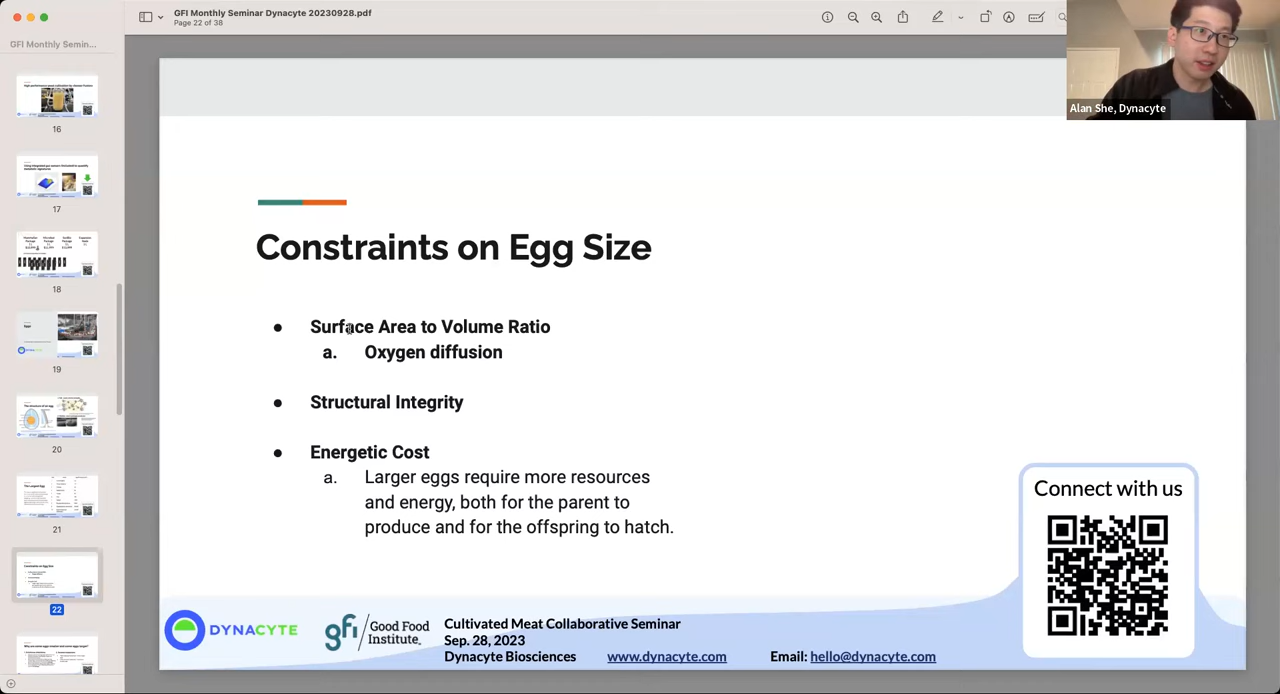 GFI Monthly Seminar Dynacyte 20230928.pdf
Page 22 of 38
GFI Monthly Semin...
16
17
18
19
20
21
22
Alan She, Dynacyte
Constraints on Egg Size
● Surface Area to Volume Ratio
a. Oxygen diffusion
● Structural Integrity
● Energetic Cost
a. Larger eggs require more resources
and energy, both for the parent to
produce and for the offspring to hatch.
Connect with us
DYNACYTE
gfi Good Food
Institute.
Cultivated Meat Collaborative Seminar
Sep. 28, 2023
Dynacyte Biosciences www.dynacyte.com Email: hello@dynacyte.com